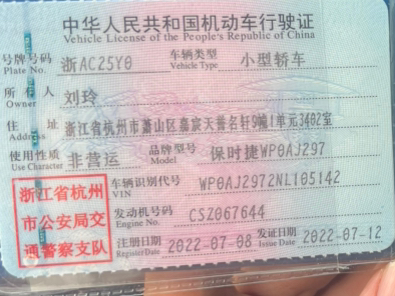 中华人民共和国机动车行驶证
Vehicle License of the People's Republic of China
号牌号码 浙AC25Y0 车辆类型 小型轿车
Plate No. Vehicle Type
所有人 刘玲
Owner
住址 浙江省杭州市萧山区嘉宸天誉名轩9幢1单元3402室
Address
使用性质 非营运 品牌型号 保时捷WP0AJ297
Use Character Model
浙江省杭州
市公安局交
通警察支队
车辆识别代号 WP0AJ2972NL105142
VIN
发动机号码 CSZ067644
Engine No.
注册日期 2022-07-08 发证日期 2022-07-12
Register Date Issue Date